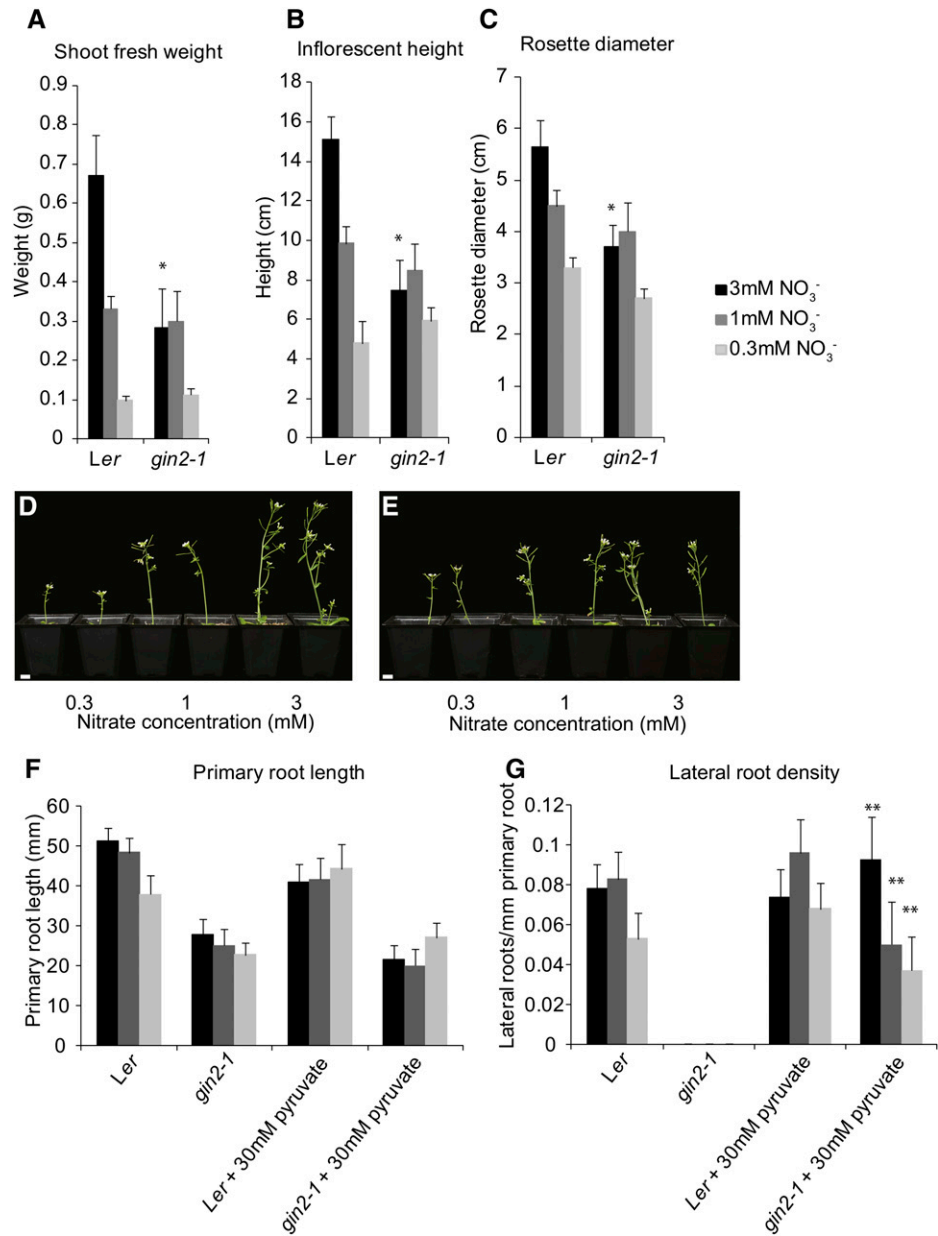 A
Shoot fresh weight
Weight (g)
0.9
0.8
0.7
0.6
0.5
0.4
0.3
0.2
0.1
0
*
Ler
gin2-1
B
Inflorescent height
Height (cm)
18
16
14
12
10
8
6
4
2
0
*
Ler
gin2-1
C
Rosette diameter
Rosette diameter (cm)
7
6
5
4
3
2
1
0
*
Ler
gin2-1
3mM NO₃⁻
1mM NO₃⁻
0.3mM NO₃⁻
D
0.3 1 3
Nitrate concentration (mM)
E
0.3 1 3
Nitrate concentration (mM)
F
Primary root length
Primary root legth (mm)
60
50
40
30
20
10
0
Ler
gin2-1
Ler + 30mM pyruvate
gin2-1 + 30mM pyruvate
G
Lateral root density
Lateral roots/mm primary root
0.12
0.1
0.08
0.06
0.04
0.02
0
**
**
**
Ler
gin2-1
Ler + 30mM pyruvate
gin2-1 + 30mM pyruvate